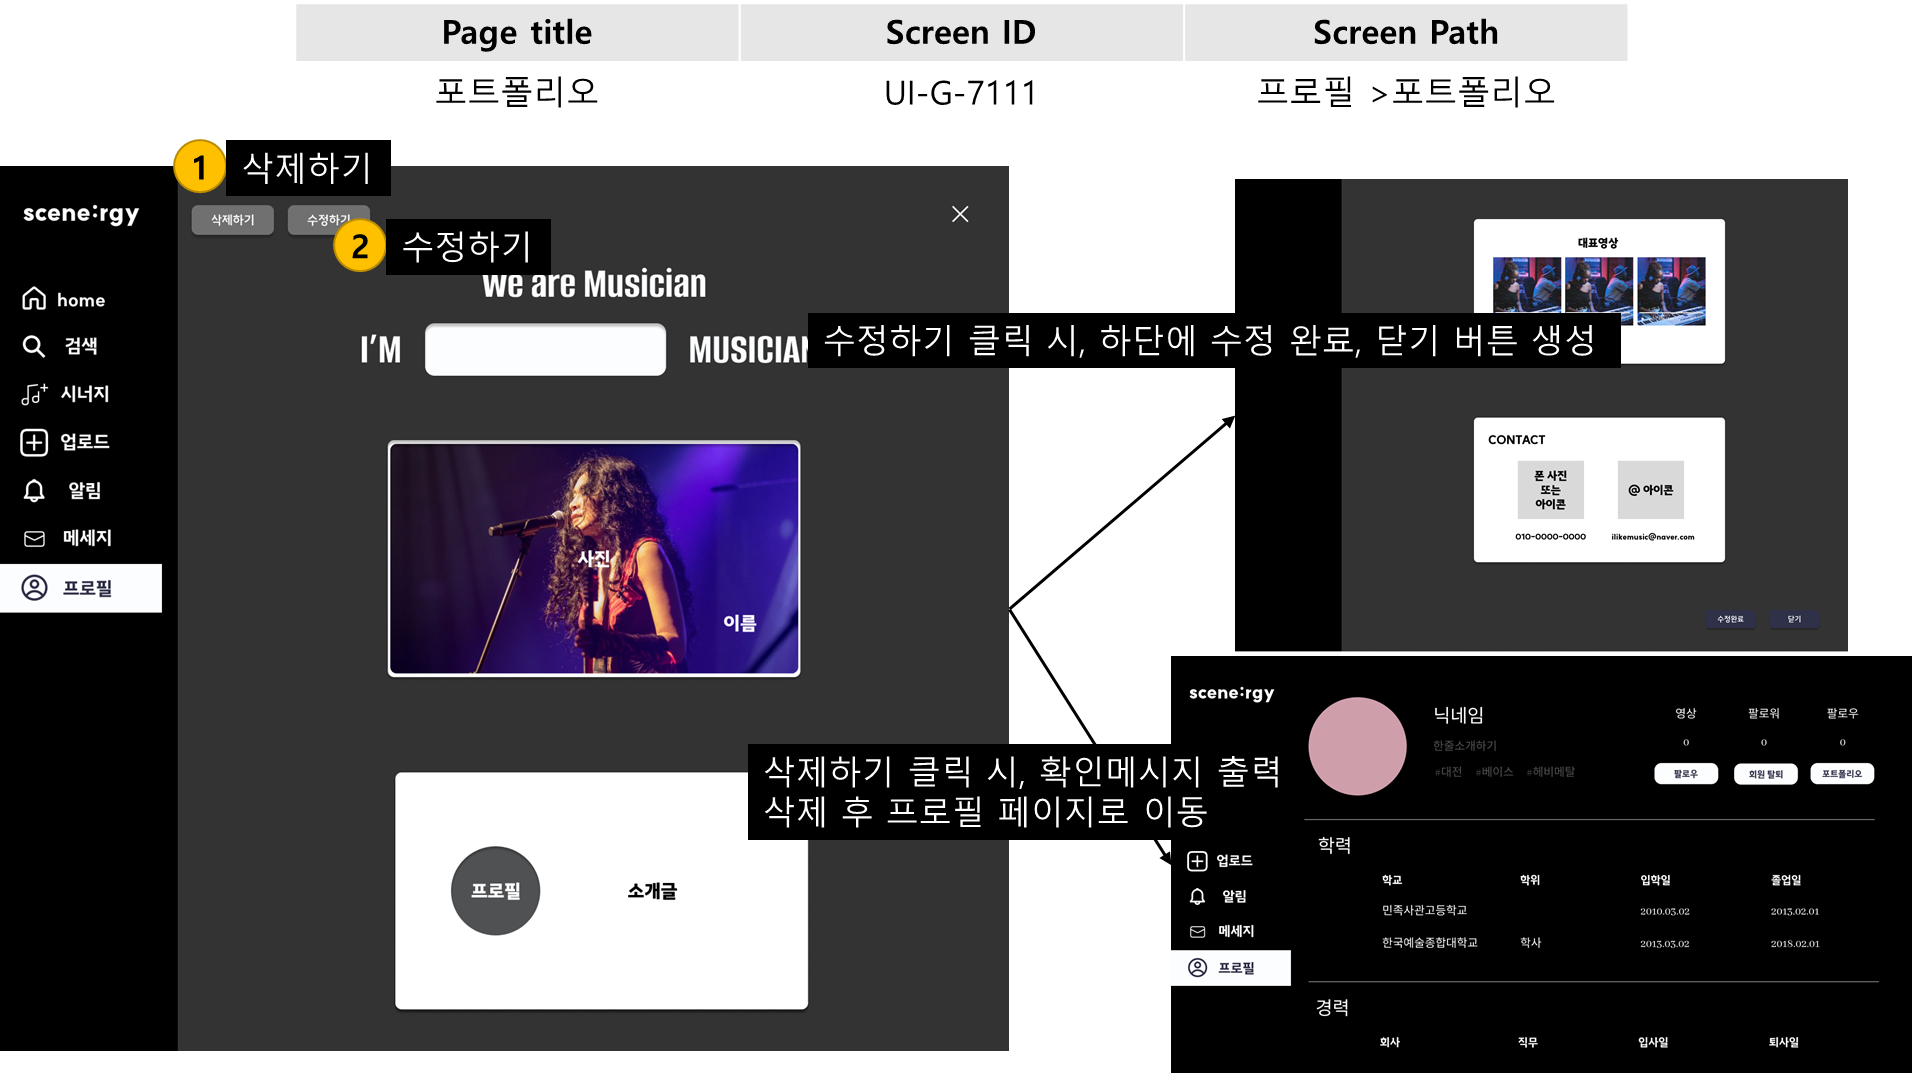 Page title Screen ID Screen Path
포트폴리오 UI-G-7111 프로필 >포트폴리오
1 삭제하기
삭제하기 수정하기
2 수정하기
scene:rgy
home
검색
시너지
업로드
알림
메세지
프로필
We are Musician
I'M MUSICIAN
사진
이름
프로필 소개글
수정하기 클릭 시, 하단에 수정 완료, 닫기 버튼 생성
대표영상
CONTACT
폰 사진
또는
아이콘
@ 아이콘
010-0000-0000 ilikemusic@naver.com
수정완료 닫기
삭제하기 클릭 시, 확인메시지 출력
삭제 후 프로필 페이지로 이동
scene:rgy
업로드
알림
메세지
프로필
닉네임
한줄소개하기
#대전 #베이스 #헤비메탈
영상 팔로워 팔로우
0 0 0
팔로우 회원 탈퇴 포트폴리오
학력
학교 학위 입학일 졸업일
민족사관고등학교 2010.03.02 2013.02.01
한국예술종합대학교 학사 2013.03.02 2018.02.01
경력
회사 직무 입사일 퇴사일